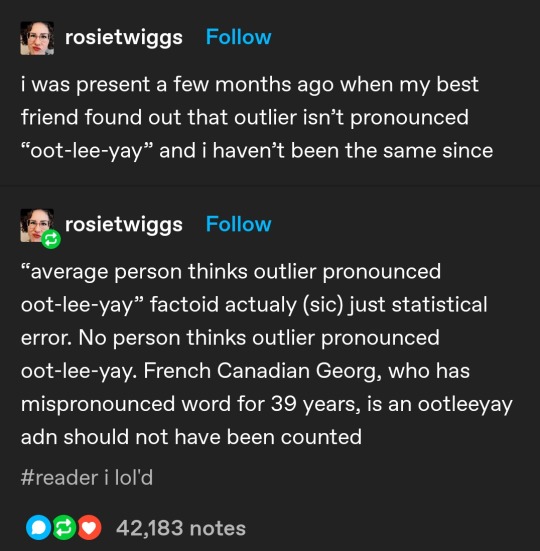 rosietwiggs Follow
i was present a few months ago when my best
friend found out that outlier isn’t pronounced
“oot-lee-yay” and i haven’t been the same since
rosietwiggs Follow
“average person thinks outlier pronounced
oot-lee-yay” factoid actualy (sic) just statistical
error. No person thinks outlier pronounced
oot-lee-yay. French Canadian Georg, who has
mispronounced word for 39 years, is an ootleeyay
adn should not have been counted
#reader i lol'd
42,183 notes